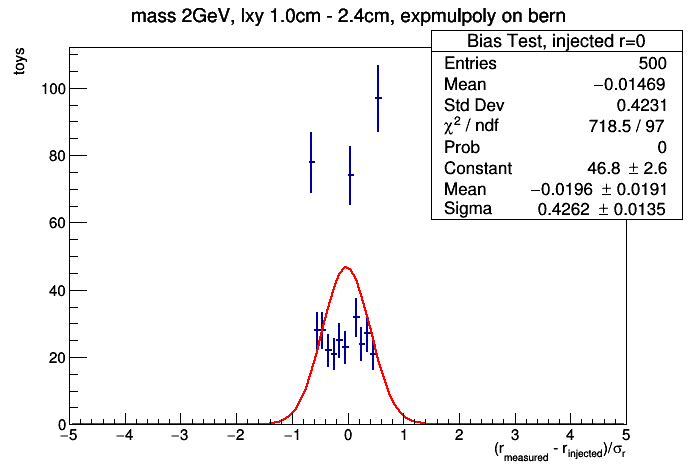 mass 2GeV, lxy 1.0cm - 2.4cm, expmulpoly on bern
Bias Test, injected r=0
Entries 500
Mean −0.01469
Std Dev 0.4231
χ² / ndf 718.5 / 97
Prob 0
Constant 46.8 ± 2.6
Mean −0.0196 ± 0.0191
Sigma 0.4262 ± 0.0135
toys
100
80
60
40
20
0
−5 −4 −3 −2 −1 0 1 2 3 4 5
(r_measured - r_injected)/σ_r